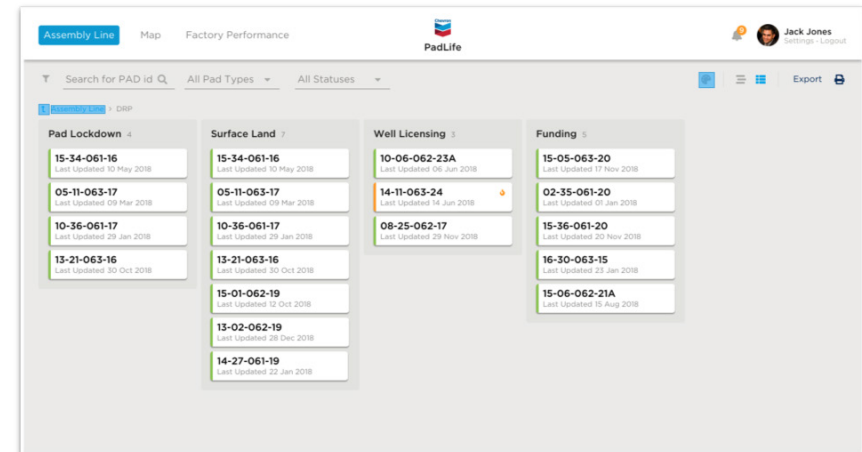 Assembly Line
Map
Factory Performance
Chevron
PadLife
Jack Jones
Settings - Logout
Search for PAD id
All Pad Types
All Statuses
Export
Assembly Line > DRP
Pad Lockdown 4
15-34-061-16
Last Updated 10 May 2018
05-11-063-17
Last Updated 09 Mar 2018
10-36-061-17
Last Updated 29 Jan 2018
13-21-063-16
Last Updated 30 Oct 2018
Surface Land 7
15-34-061-16
Last Updated 10 May 2018
05-11-063-17
Last Updated 09 Mar 2018
10-36-061-17
Last Updated 29 Jan 2018
13-21-063-16
Last Updated 30 Oct 2018
15-01-062-19
Last Updated 12 Oct 2018
13-02-062-19
Last Updated 28 Dec 2018
14-27-061-19
Last Updated 22 Jan 2018
Well Licensing 3
10-06-062-23A
Last Updated 06 Jun 2018
14-11-063-24
Last Updated 14 Jun 2018
08-25-062-17
Last Updated 29 Nov 2018
Funding 5
15-05-063-20
Last Updated 17 Nov 2018
02-35-061-20
Last Updated 01 Jan 2018
15-36-061-20
Last Updated 20 Nov 2018
16-30-063-15
Last Updated 23 Jan 2018
15-06-062-21A
Last Updated 15 Aug 2018